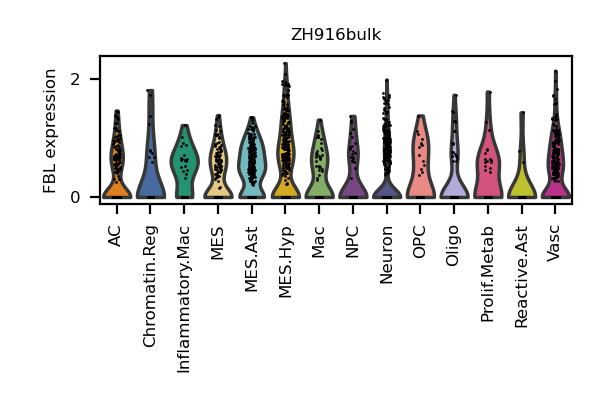 ZH916bulk
FBL expression
2
0
AC
Chromatin.Reg
Inflammatory.Mac
MES
MES.Ast
MES.Hyp
Mac
NPC
Neuron
OPC
Oligo
Prolif.Metab
Reactive.Ast
Vasc